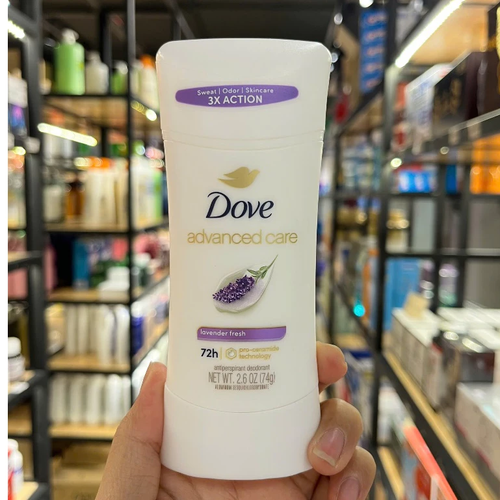 Sweat | Odor | Skincare
3X ACTION
Dove
advanced care
lavender fresh
72h pro-ceramide
technology
antiperspirant deodorant
NET WT. 2.6 OZ (74g)